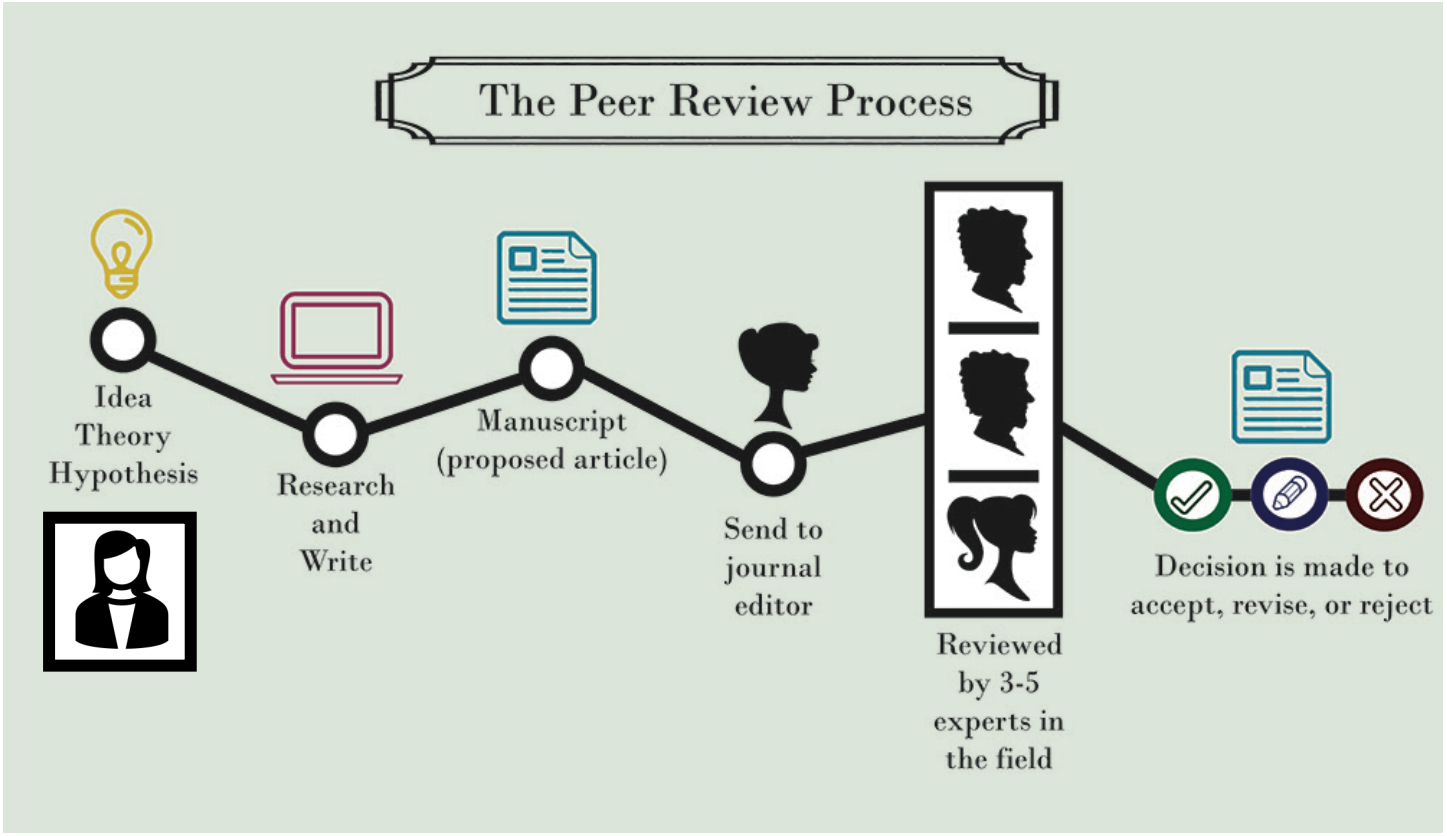 The Peer Review Process
Idea
Theory
Hypothesis
Research
and
Write
Manuscript
(proposed article)
Send to
journal
editor
Reviewed
by 3-5
experts in
the field
Decision is made to
accept, revise, or reject